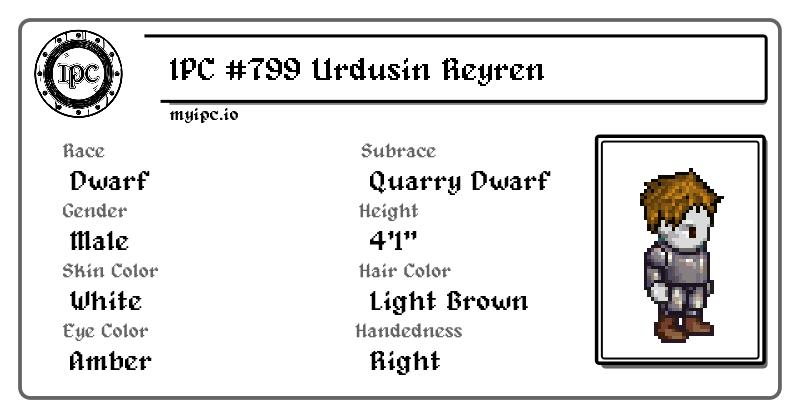 IPC
IPC #799 Urdusin Reyren
myipc.io
Race
Dwarf
Subrace
Quarry Dwarf
Gender
Male
Height
4'1"
Skin Color
White
Hair Color
Light Brown
Eye Color
Amber
Handedness
Right